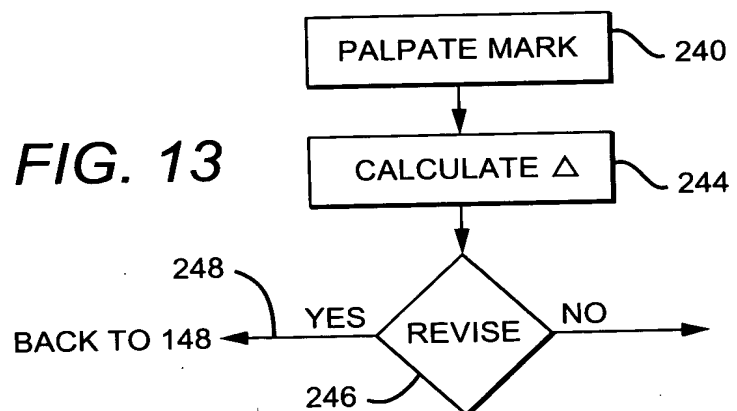 PALPATE MARK
240
FIG. 13
CALCULATE △
244
248
YES
NO
BACK TO 148
REVISE
246